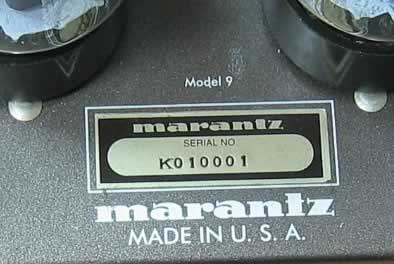 Model 9
marantz
SERIAL NO.
K010001
marantz
MADE IN U. S. A.